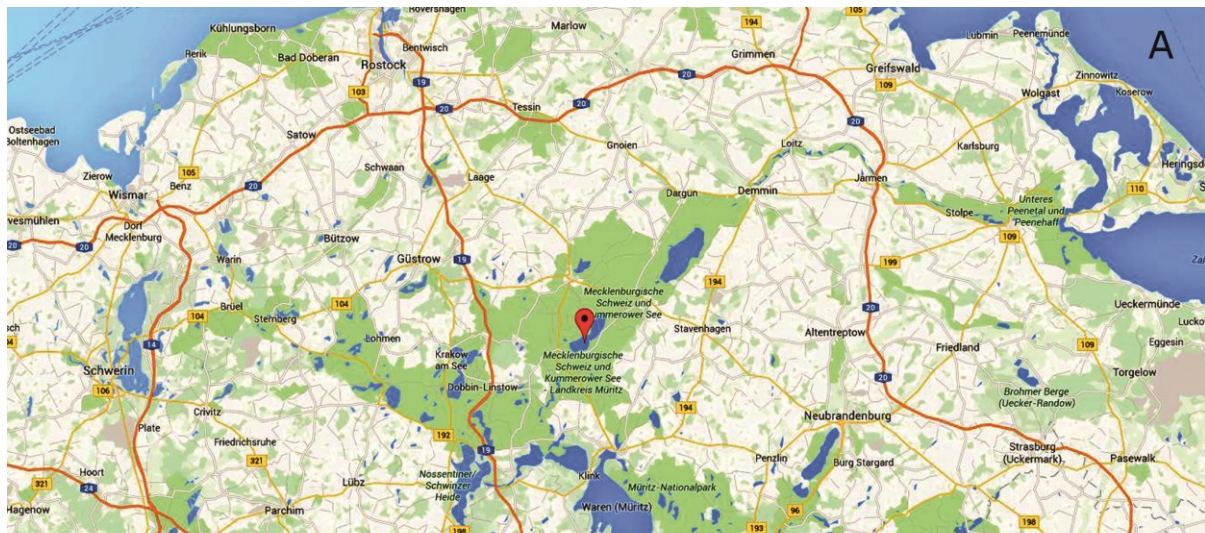 Rövershagen
Kühlungsborn
Marlow
194
105
Lubmin
Peenemünde
A
Rerik
Bad Doberan
Bentwisch
Rostock
Grimmen
Greifswald
Zinnowitz
Koserow
19
20
103
109
Wolgast
Ostseebad
Boltenhagen
Satow
20
Tessin
20
20
Gnoien
Loitz
Karlsburg
Zierow
105
Benz
Schwaan
Laage
Wismar
20
Dargun
Demmin
Jarmen
110
Dorf
Mecklenburg
20
20
Stolpe
Unteres
Peenetal und
Peenehaff
Bützow
Warin
Güstrow
19
109
199
194
Brüel
104
104
Sternberg
Mecklenburgische
Schweiz und
Kummerower See
Ueckermünde
20
Lohmen
Stavenhagen
Altentreptow
Friedland
109
Eggesin
14
Schwerin
106
Krakow
am See
Mecklenburgische
Schweiz und
Kummerower See
- Landkreis Müritz
Dobbin-Linstow
20
Torgelow
Brohmer Berge
(Uecker-Randow)
Crivitz
194
Neubrandenburg
Plate
Friedrichsruhe
192
Strasburg
(Uckermark)
Pasewalk
321
19
Penzlin
Burg Stargard
Hoort
24
321
Lübz
Nossentiner/
Schwinzer
Heide
Klink
Müritz-Nationalpark
Hagenow
Parchim
198
Waren (Müritz)
193
96
198